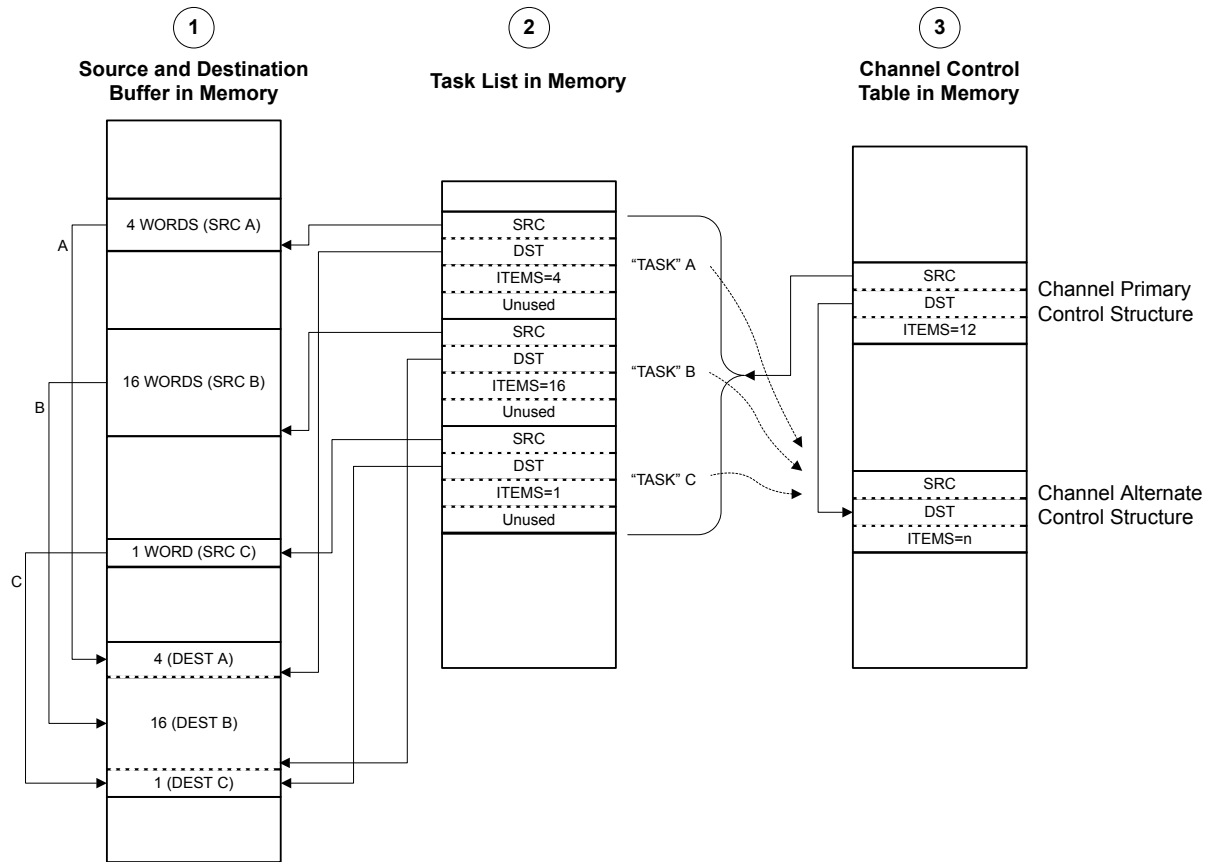 1
Source and Destination
Buffer in Memory
4 WORDS (SRC A)
A
16 WORDS (SRC B)
B
1 WORD (SRC C)
C
4 (DEST A)
16 (DEST B)
1 (DEST C)
2
Task List in Memory
SRC
DST
ITEMS=4
Unused
SRC
DST
ITEMS=16
Unused
SRC
DST
ITEMS=1
Unused
“TASK” A
“TASK” B
“TASK” C
3
Channel Control
Table in Memory
SRC
DST
ITEMS=12
Channel Primary
Control Structure
SRC
DST
ITEMS=n
Channel Alternate
Control Structure